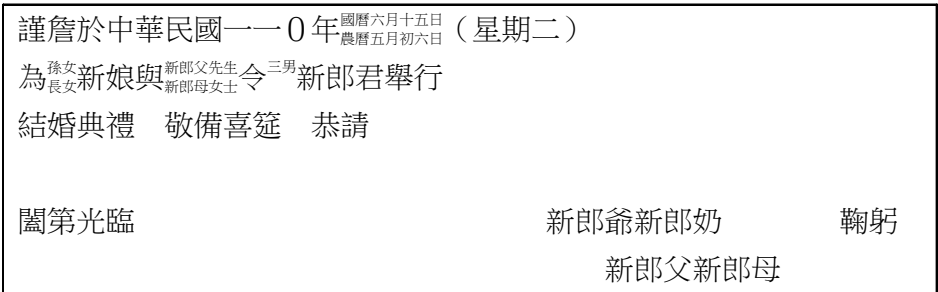 謹詹於中華民國一一０年國曆六月十五日農曆五月初六日（星期二）
為孫女長女新娘與新郎父先生新郎母女士令三男新郎君舉行
結婚典禮　敬備喜筵　恭請
闔第光臨　新郎爺新郎奶　鞠躬
新郎父新郎母